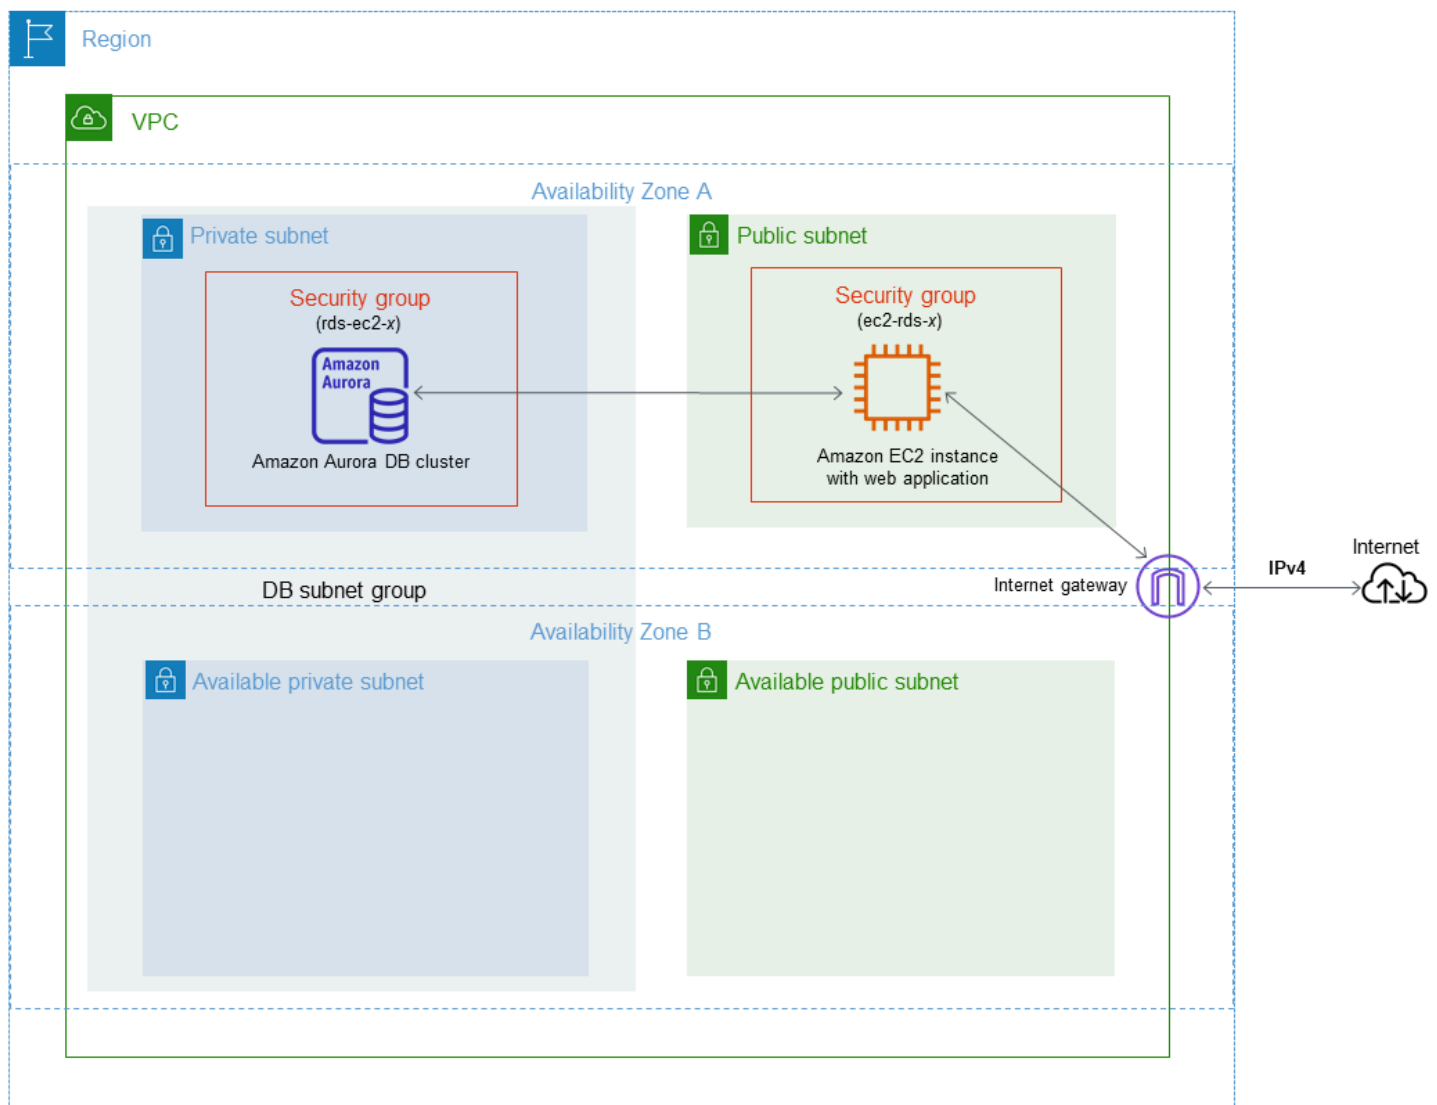 Region
VPC
Availability Zone A
Private subnet
Public subnet
Security group
(rds-ec2-x)
Amazon
Aurora
Amazon Aurora DB cluster
Security group
(ec2-rds-x)
Amazon EC2 instance
with web application
DB subnet group
Internet gateway
IPv4
Internet
Availability Zone B
Available private subnet
Available public subnet